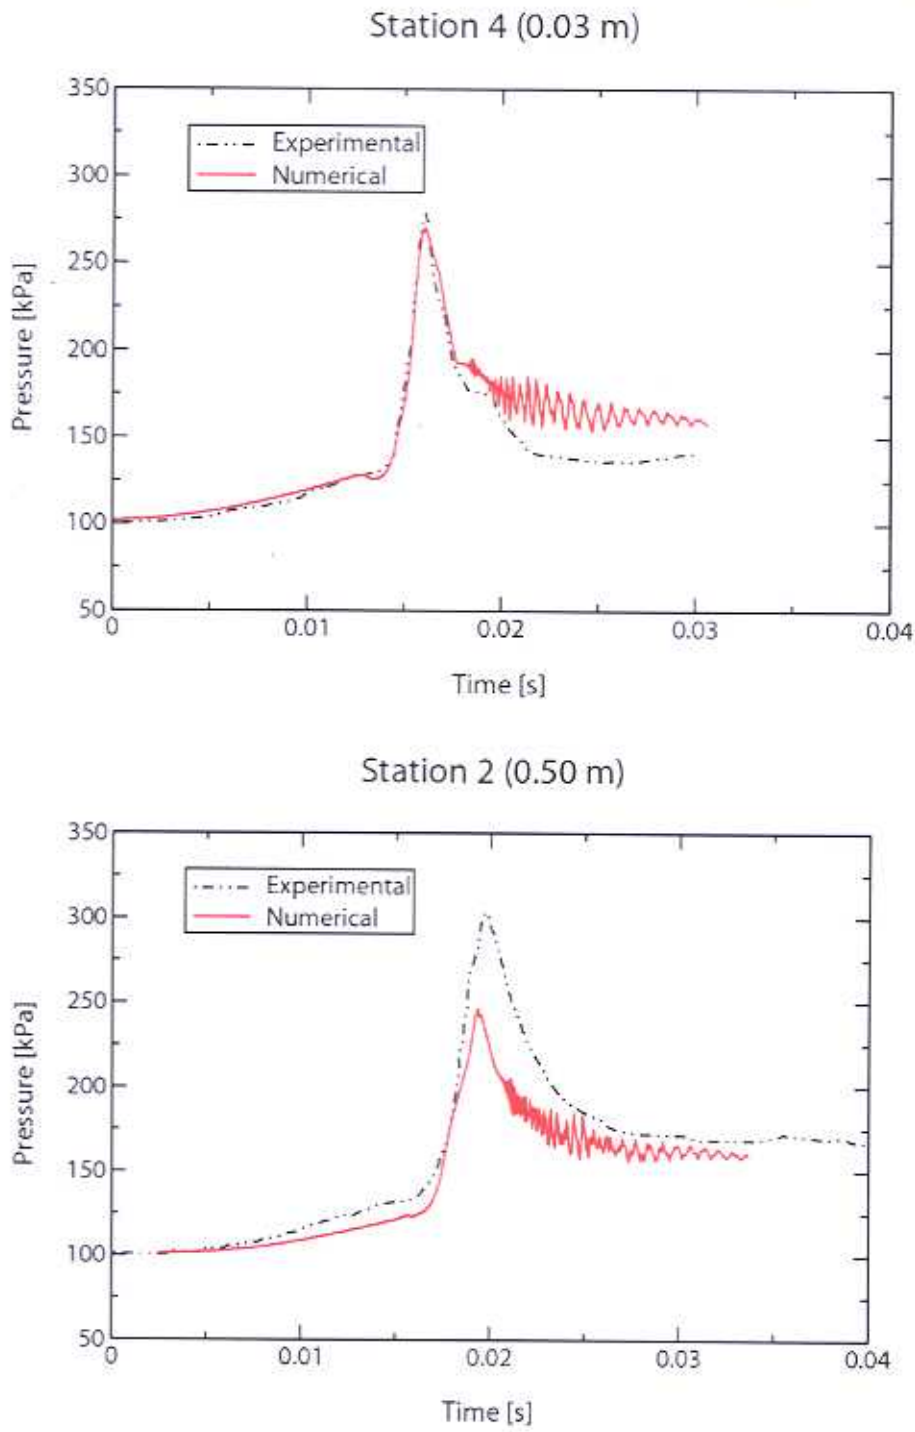 Station 4 (0.03 m)
350
Experimental
300
Numerical
250
Pressure [kPa]
200
150
100
50
0 0.01 0.02 0.03 0.04
Time [s]
Station 2 (0.50 m)
350
Experimental
300
Numerical
250
Pressure [kPa]
200
150
100
50
0 0.01 0.02 0.03 0.04
Time [s]